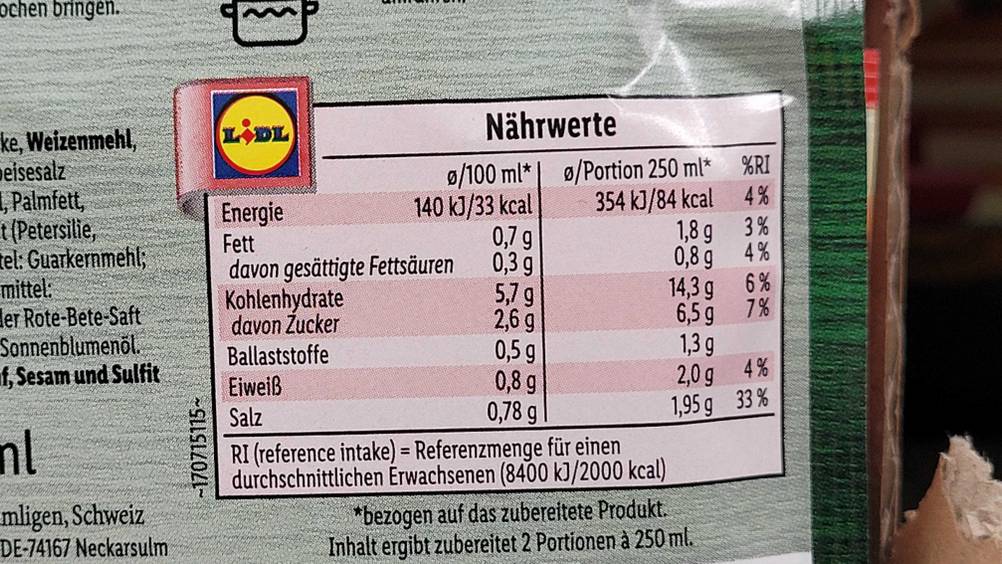 ochen bringen.
ke, Weizenmehl,
eisesalz
, Palmfett,
t (Petersilie,
tel: Guarkernmehl;
mittel:
er Rote-Bete-Saft
Sonnenblumenöl.
f, Sesam und Sulfit
ml
mligen, Schweiz
DE-74167 Neckarsulm
~170715115~
LIDL
Nährwerte
ø/100 ml* ø/Portion 250 ml* %RI
Energie 140 kJ/33 kcal 354 kJ/84 kcal 4 %
Fett 0,7 g 1,8 g 3 %
davon gesättigte Fettsäuren 0,3 g 0,8 g 4 %
Kohlenhydrate 5,7 g 14,3 g 6 %
davon Zucker 2,6 g 6,5 g 7 %
Ballaststoffe 0,5 g 1,3 g
Eiweiß 0,8 g 2,0 g 4 %
Salz 0,78 g 1,95 g 33 %
RI (reference intake) = Referenzmenge für einen
durchschnittlichen Erwachsenen (8400 kJ/2000 kcal)
*bezogen auf das zubereitete Produkt.
Inhalt ergibt zubereitet 2 Portionen à 250 ml.